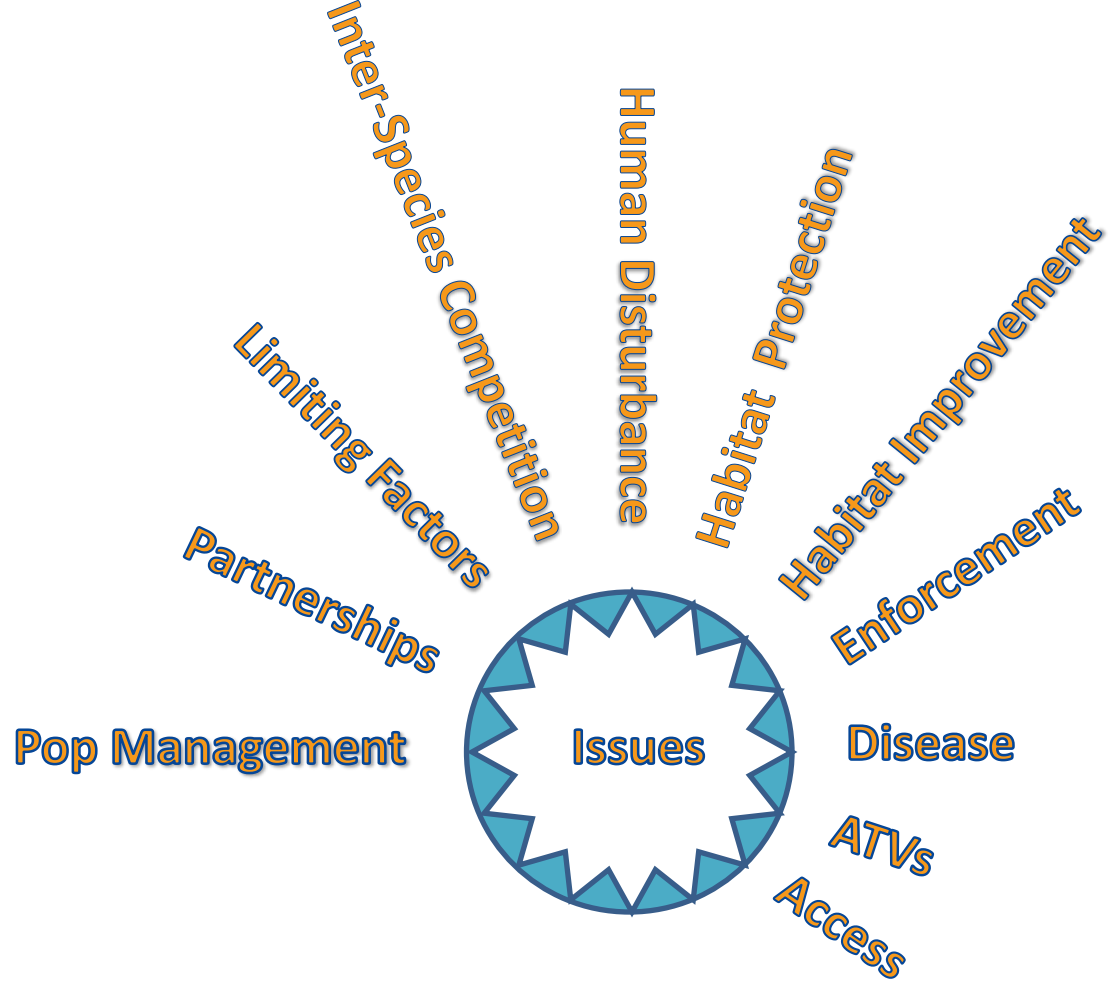 Inter-Species Competition
Human Disturbance
Habitat Protection
Habitat Improvement
Limiting Factors
Enforcement
Partnerships
Pop Management
Issues
Disease
ATVs
Access